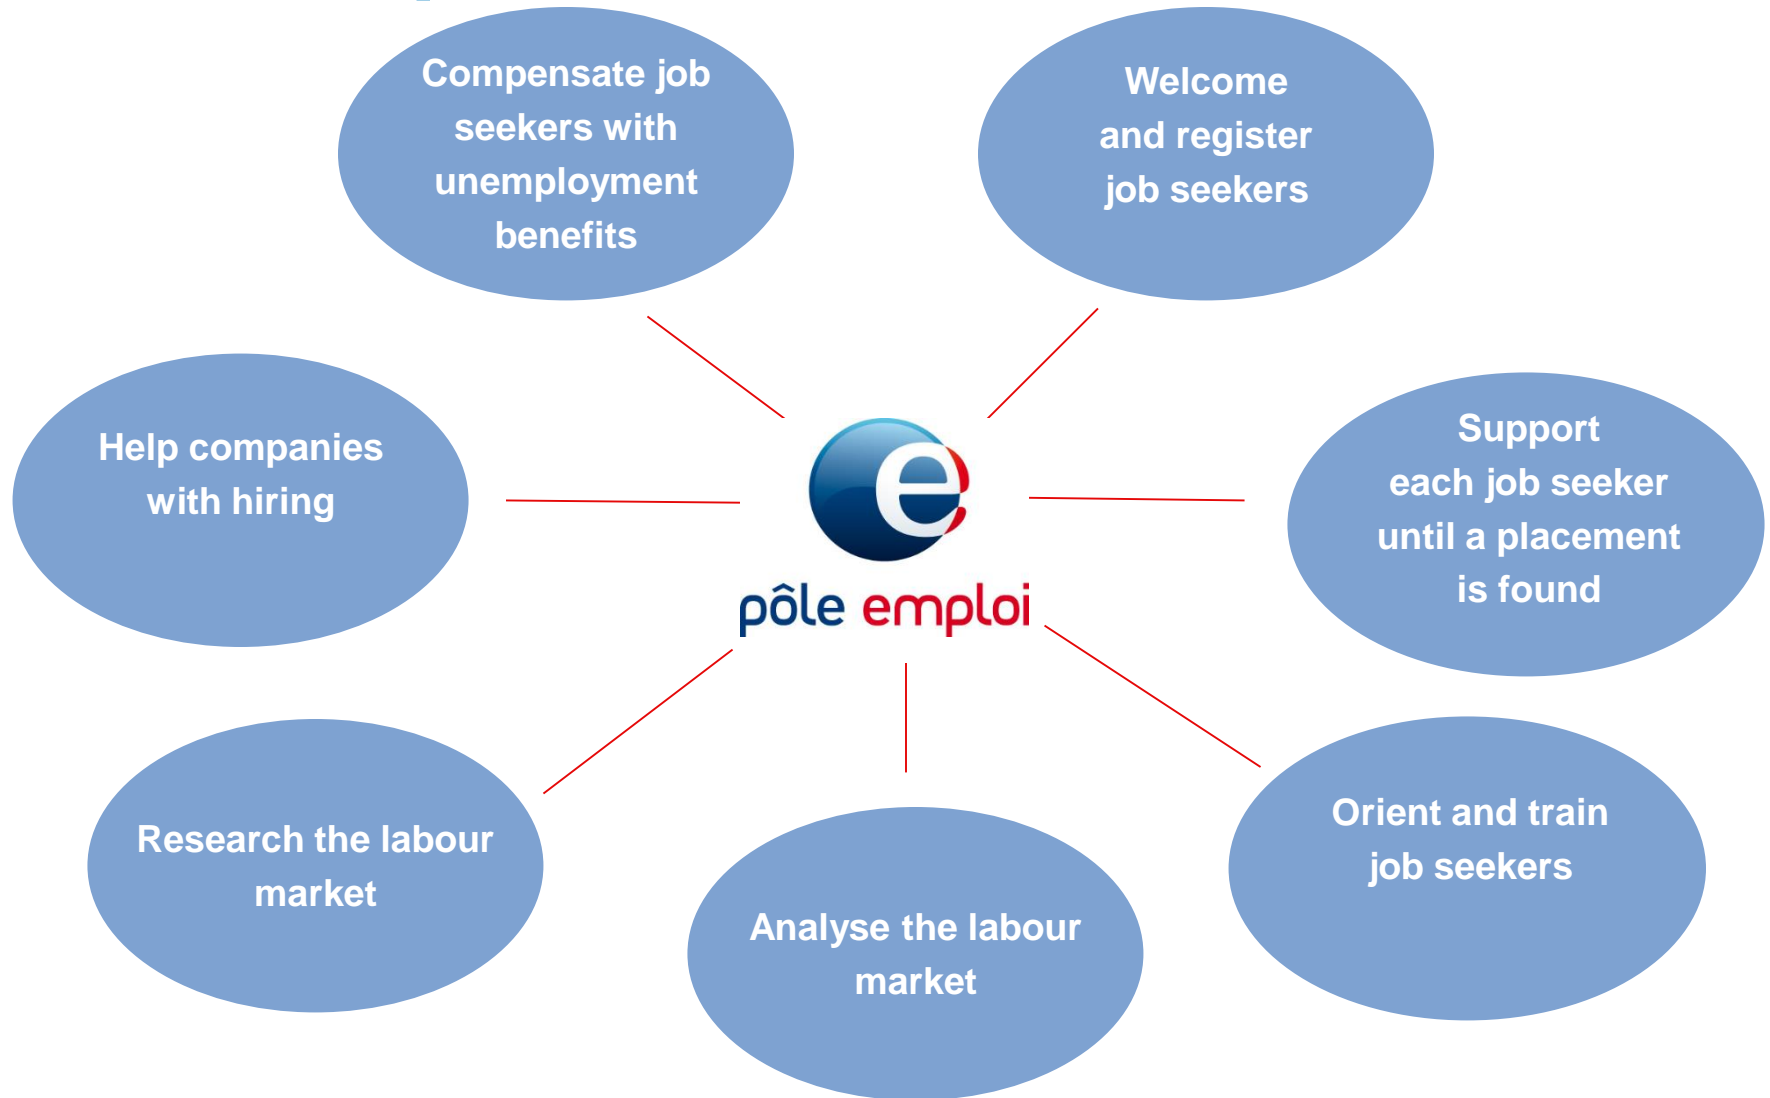 Compensate job
seekers with
unemployment
benefits
Welcome
and register
job seekers
Help companies
with hiring
Support
each job seeker
until a placement
is found
e
pôle emploi
Research the labour
market
Analyse the labour
market
Orient and train
job seekers